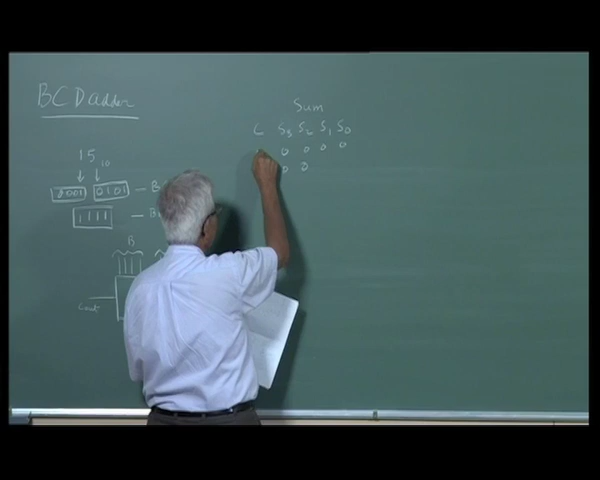 BCD adder
15 10
0001 0101 — B
1111 — B
B
Cout
Sum
C S3 S2 S1 S0
0 0 0 0
0 0